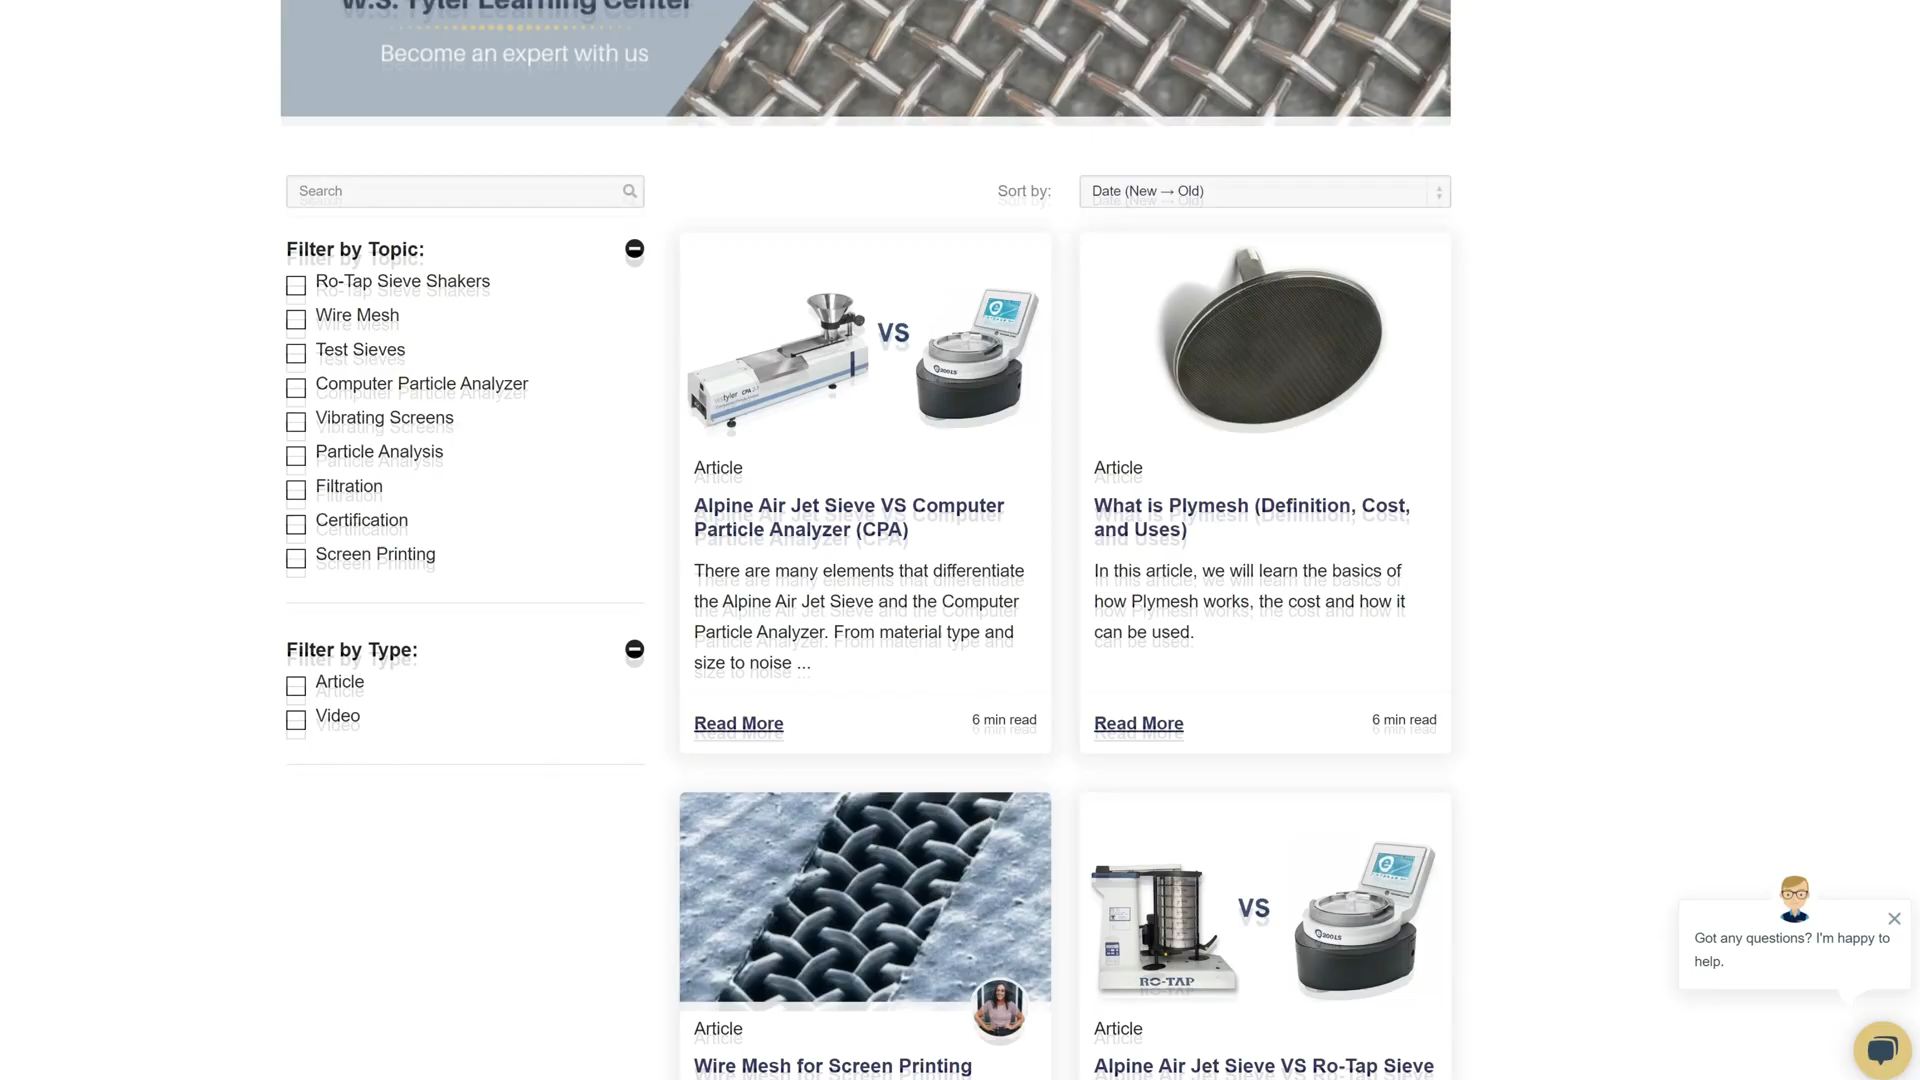 W.S. Tyler Learning Center
Become an expert with us
Search
Sort by:
Date (New → Old)
Filter by Topic:
Ro-Tap Sieve Shakers
Wire Mesh
Test Sieves
Computer Particle Analyzer
Vibrating Screens
Particle Analysis
Filtration
Certification
Screen Printing
Filter by Type:
Article
Video
VS
Article
Alpine Air Jet Sieve VS Computer
Particle Analyzer (CPA)
There are many elements that differentiate
the Alpine Air Jet Sieve and the Computer
Particle Analyzer. From material type and
size to noise ...
Read More
6 min read
Article
What is Plymesh (Definition, Cost,
and Uses)
In this article, we will learn the basics of
how Plymesh works, the cost and how it
can be used.
Read More
6 min read
Article
Wire Mesh for Screen Printing
VS
RO-TAP
Article
Alpine Air Jet Sieve VS Ro-Tap Sieve
Got any questions? I'm happy to
help.